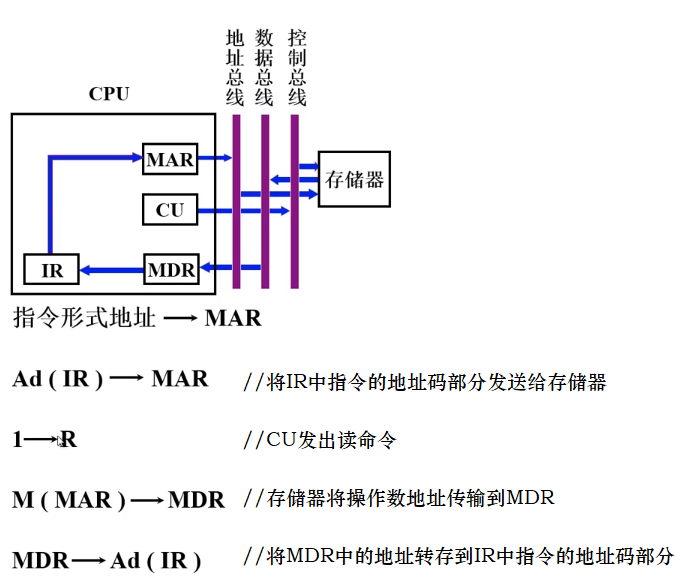 地址总线
数据总线
控制总线
CPU
MAR
CU
存储器
IR
MDR
指令形式地址 → MAR
Ad ( IR ) → MAR //将IR中指令的地址码部分发送给存储器
1→R //CU发出读命令
M ( MAR ) → MDR //存储器将操作数地址传输到MDR
MDR→ Ad ( IR ) //将MDR中的地址转存到IR中指令的地址码部分